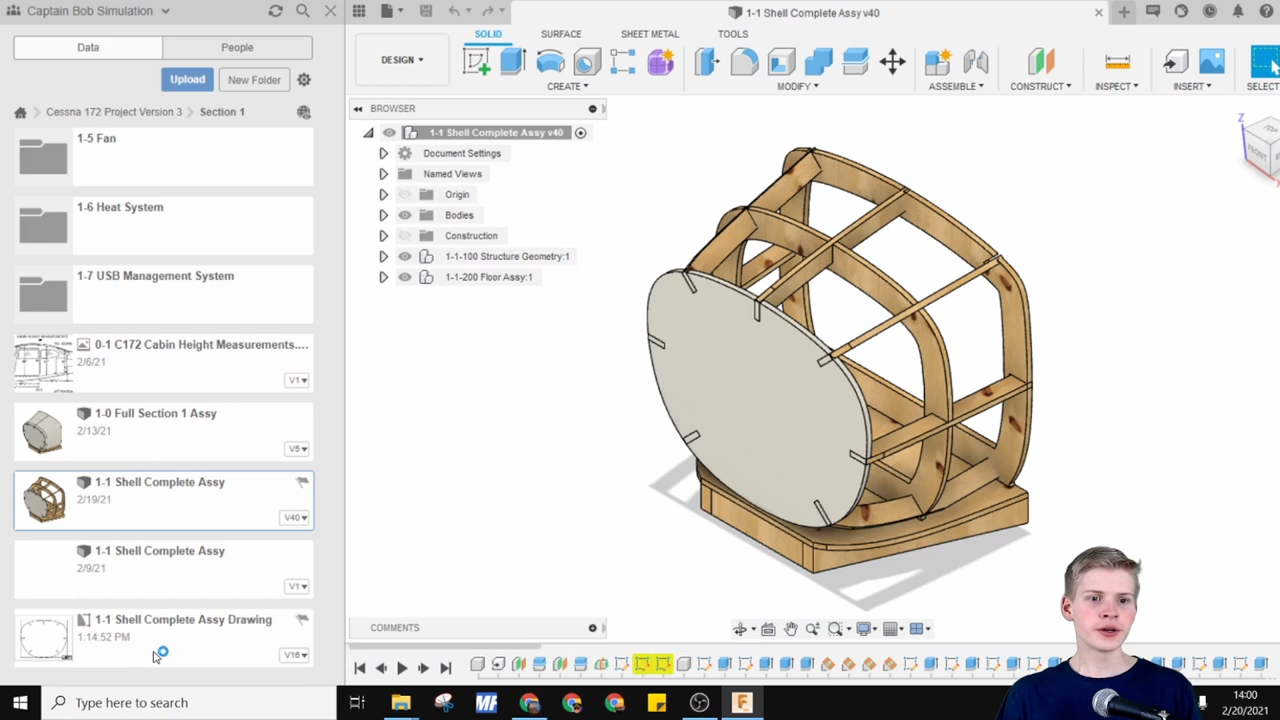 Captain Bob Simulation
1-1 Shell Complete Assy v40
Data
People
SOLID
SURFACE
SHEET METAL
TOOLS
DESIGN
Upload
New Folder
CREATE
MODIFY
ASSEMBLE
CONSTRUCT
INSPECT
INSERT
SELECT
Cessna 172 Project Version 3
Section 1
BROWSER
1-1 Shell Complete Assy v40
Document Settings
Named Views
Origin
Bodies
Construction
1-1-100 Structure Geometry:1
1-1-200 Floor Assy:1
Z
TOP
FRONT
1-5 Fan
1-6 Heat System
1-7 USB Management System
0-1 C172 Cabin Height Measurements....
2/6/21
V1
1-0 Full Section 1 Assy
2/13/21
V5
1-1 Shell Complete Assy
2/19/21
V40
1-1 Shell Complete Assy
2/9/21
V1
1-1 Shell Complete Assy Drawing
1:14:52 PM
V16
COMMENTS
Type here to search
MF
F
14:00
2/20/2021